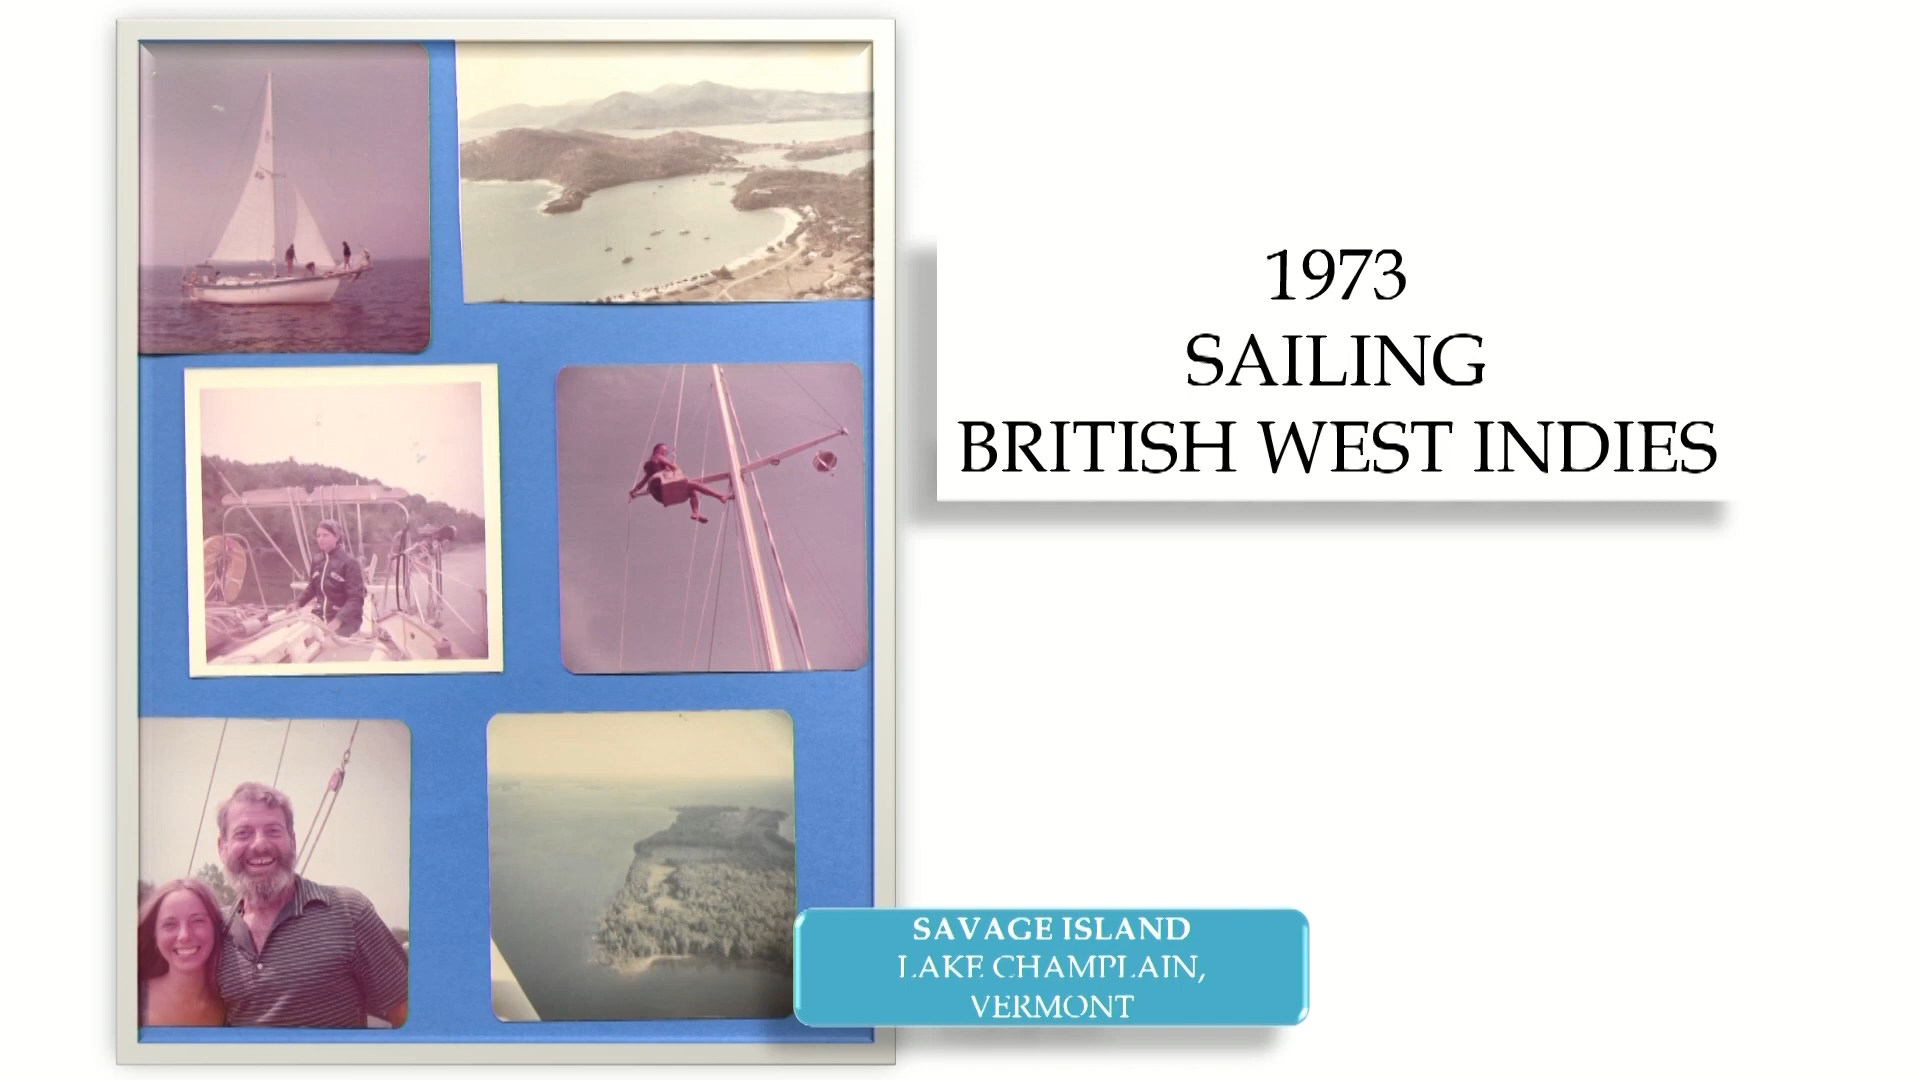 1973
SAILING
BRITISH WEST INDIES
SAVAGE ISLAND
LAKE CHAMPLAIN,
VERMONT